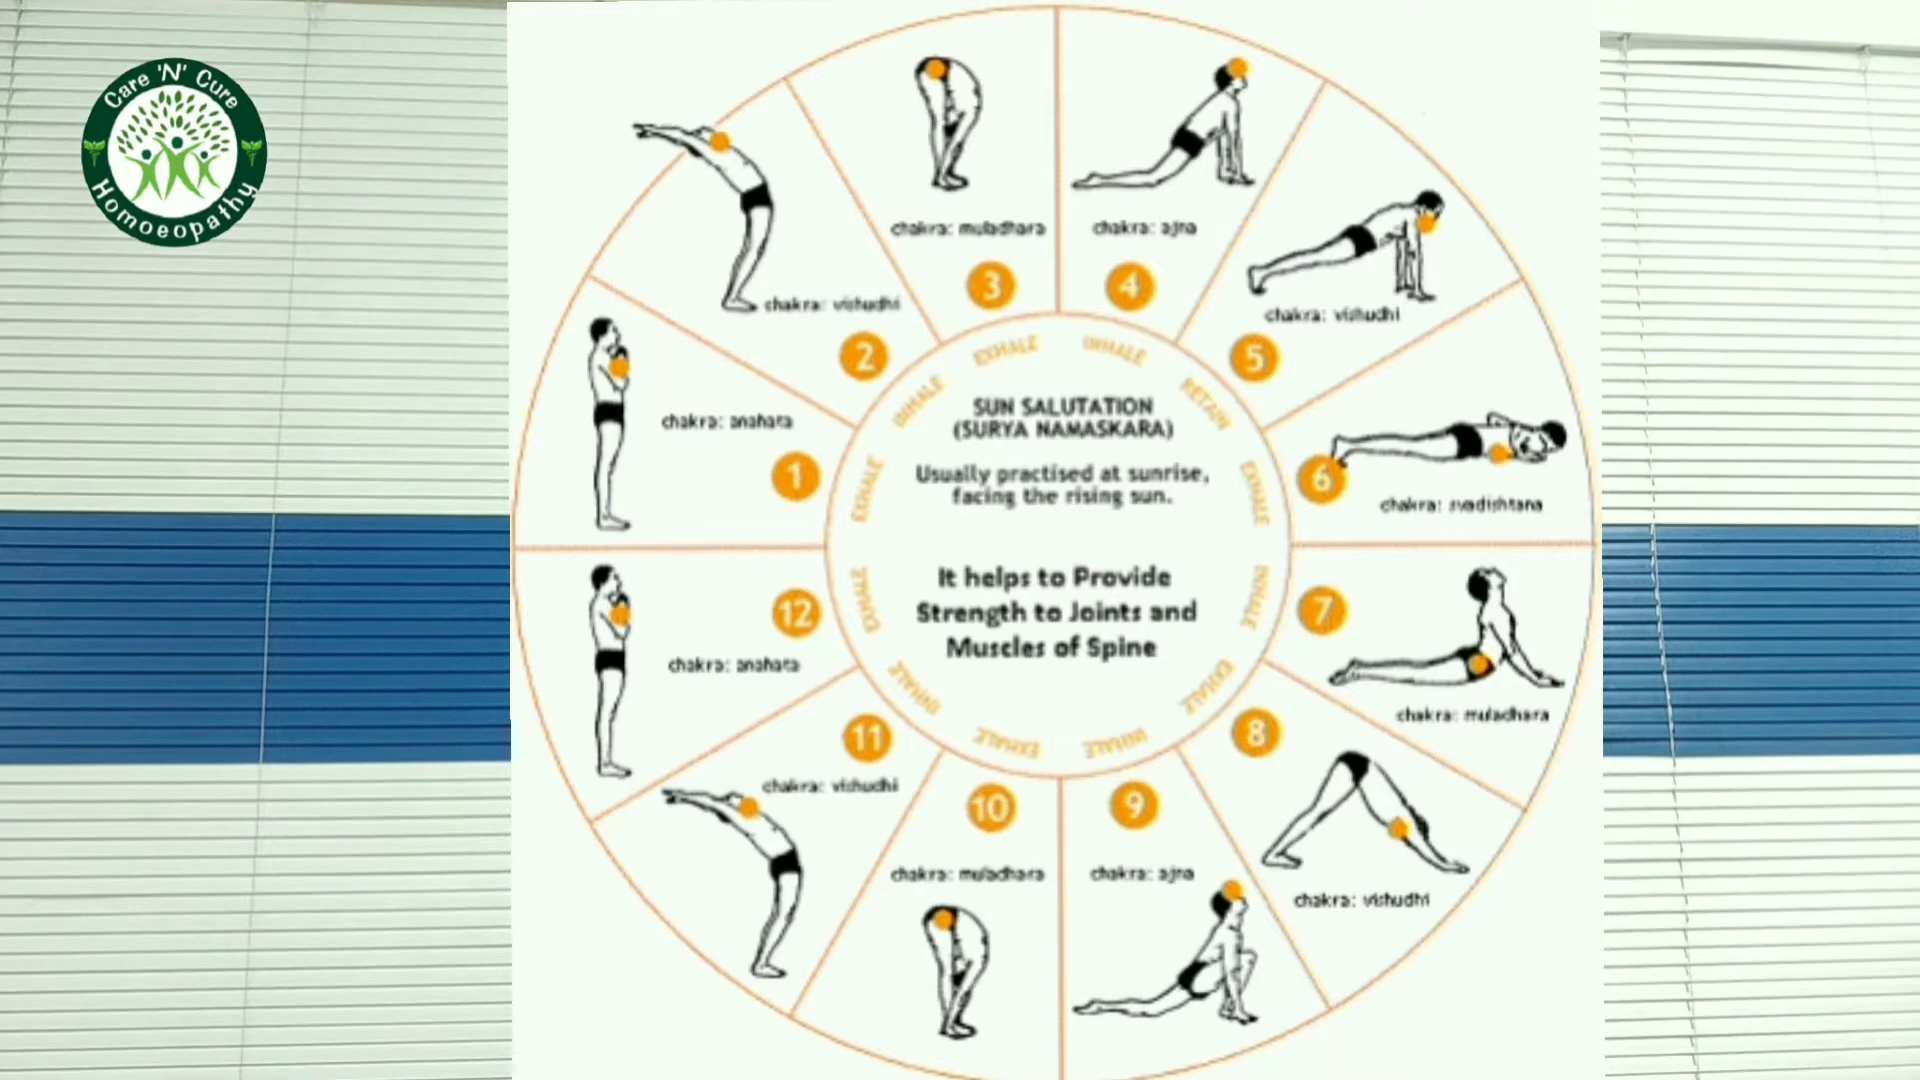 Care 'N' Cure
Homoeopathy
SUN SALUTATION
(SURYA NAMASKARA)
Usually practised at sunrise,
facing the rising sun.
It helps to Provide
Strength to Joints and
Muscles of Spine
1
chakra: anahata
EXHALE
2
chakra: vishudhi
INHALE
3
chakra: muladhara
EXHALE
4
chakra: ajna
INHALE
5
chakra: vishudhi
RETAIN
6
chakra: svadishtana
EXHALE
7
chakra: muladhara
INHALE
8
chakra: vishudhi
EXHALE
9
chakra: ajna
INHALE
10
chakra: muladhara
EXHALE
11
chakra: vishudhi
INHALE
12
chakra: anahata
EXHALE